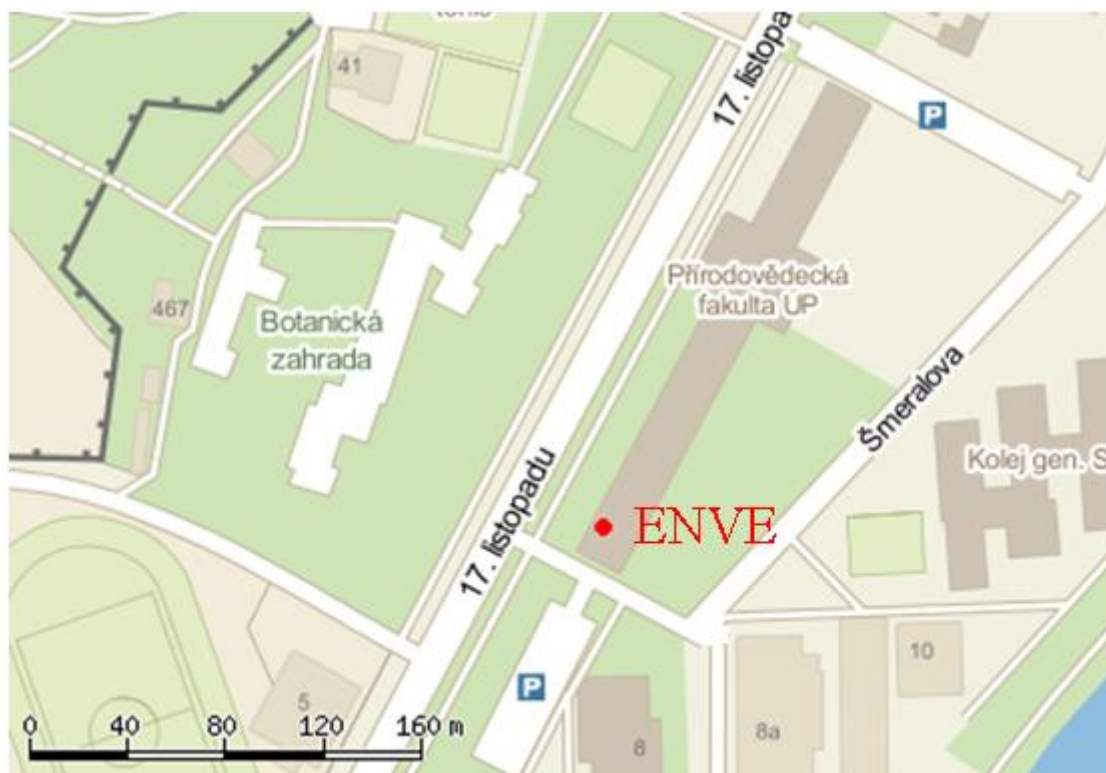 17. listopa
41
P
Přírodovědecká
fakulta UP
467
Botanická
zahrada
Šmeralova
Kolej gen. S
17. listopadu
ENVE
10
P
5
8
8a
0 40 80 120 160 m